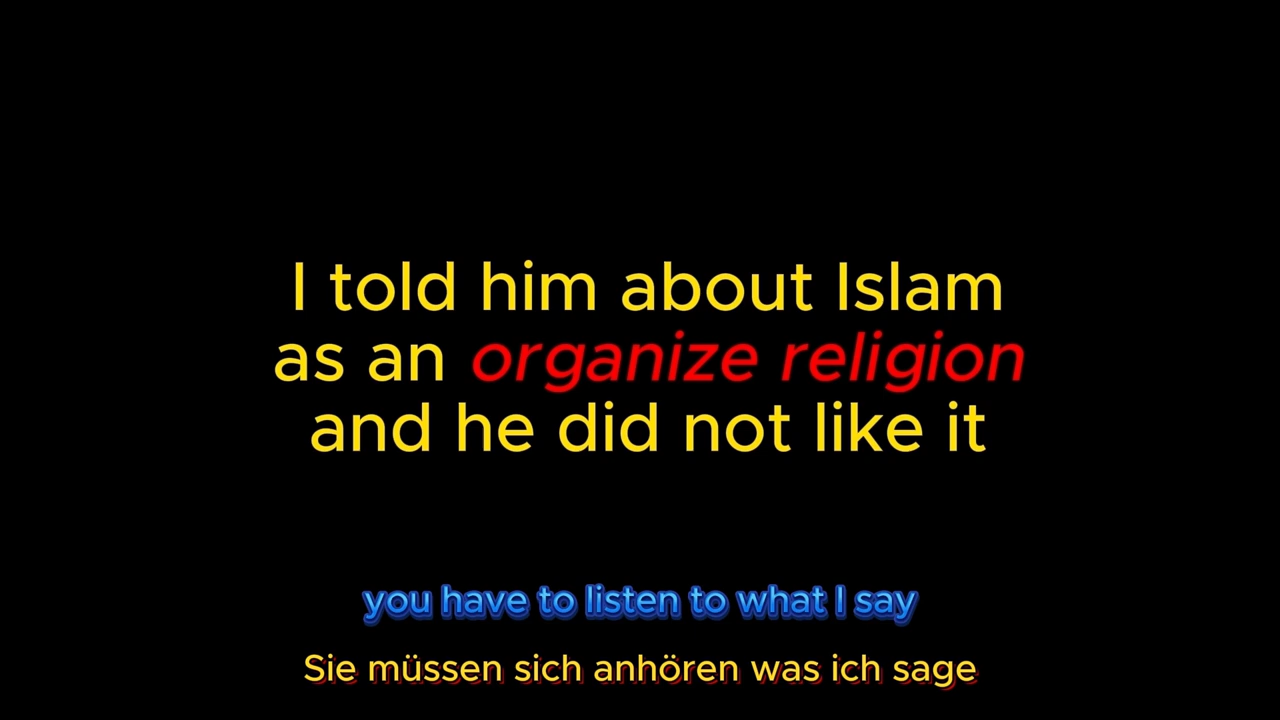 I told him about Islam
as an organize religion
and he did not like it
you have to listen to what I say
Sie müssen sich anhören was ich sage